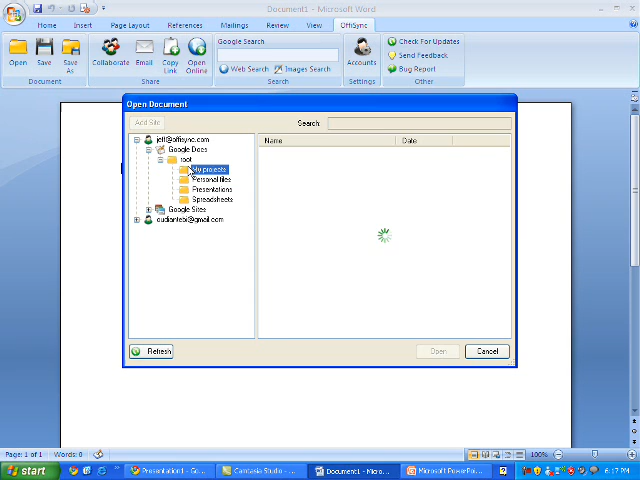 Document1 - Microsoft Word
Home Insert Page Layout References Mailings Review View OffiSync
Open Save Save As Collaborate Email Copy Link Open Online
Google Search
Web Search Images Search
Accounts
Check For Updates
Send Feedback
Bug Report
Document Share Search Settings Other
Open Document
Add Site
Search:
Name Date
jeff@offisync.com
Google Docs
root
My projects
Personal files
Presentations
Spreadsheets
Google Sites
oudiantebi@gmail.com
Refresh Open Cancel
Page: 1 of 1 Words: 0 100%
start Presentation1 - Go... Camtasia Studio - ... Document1 - Micros... Microsoft PowerPo... 6:17 PM